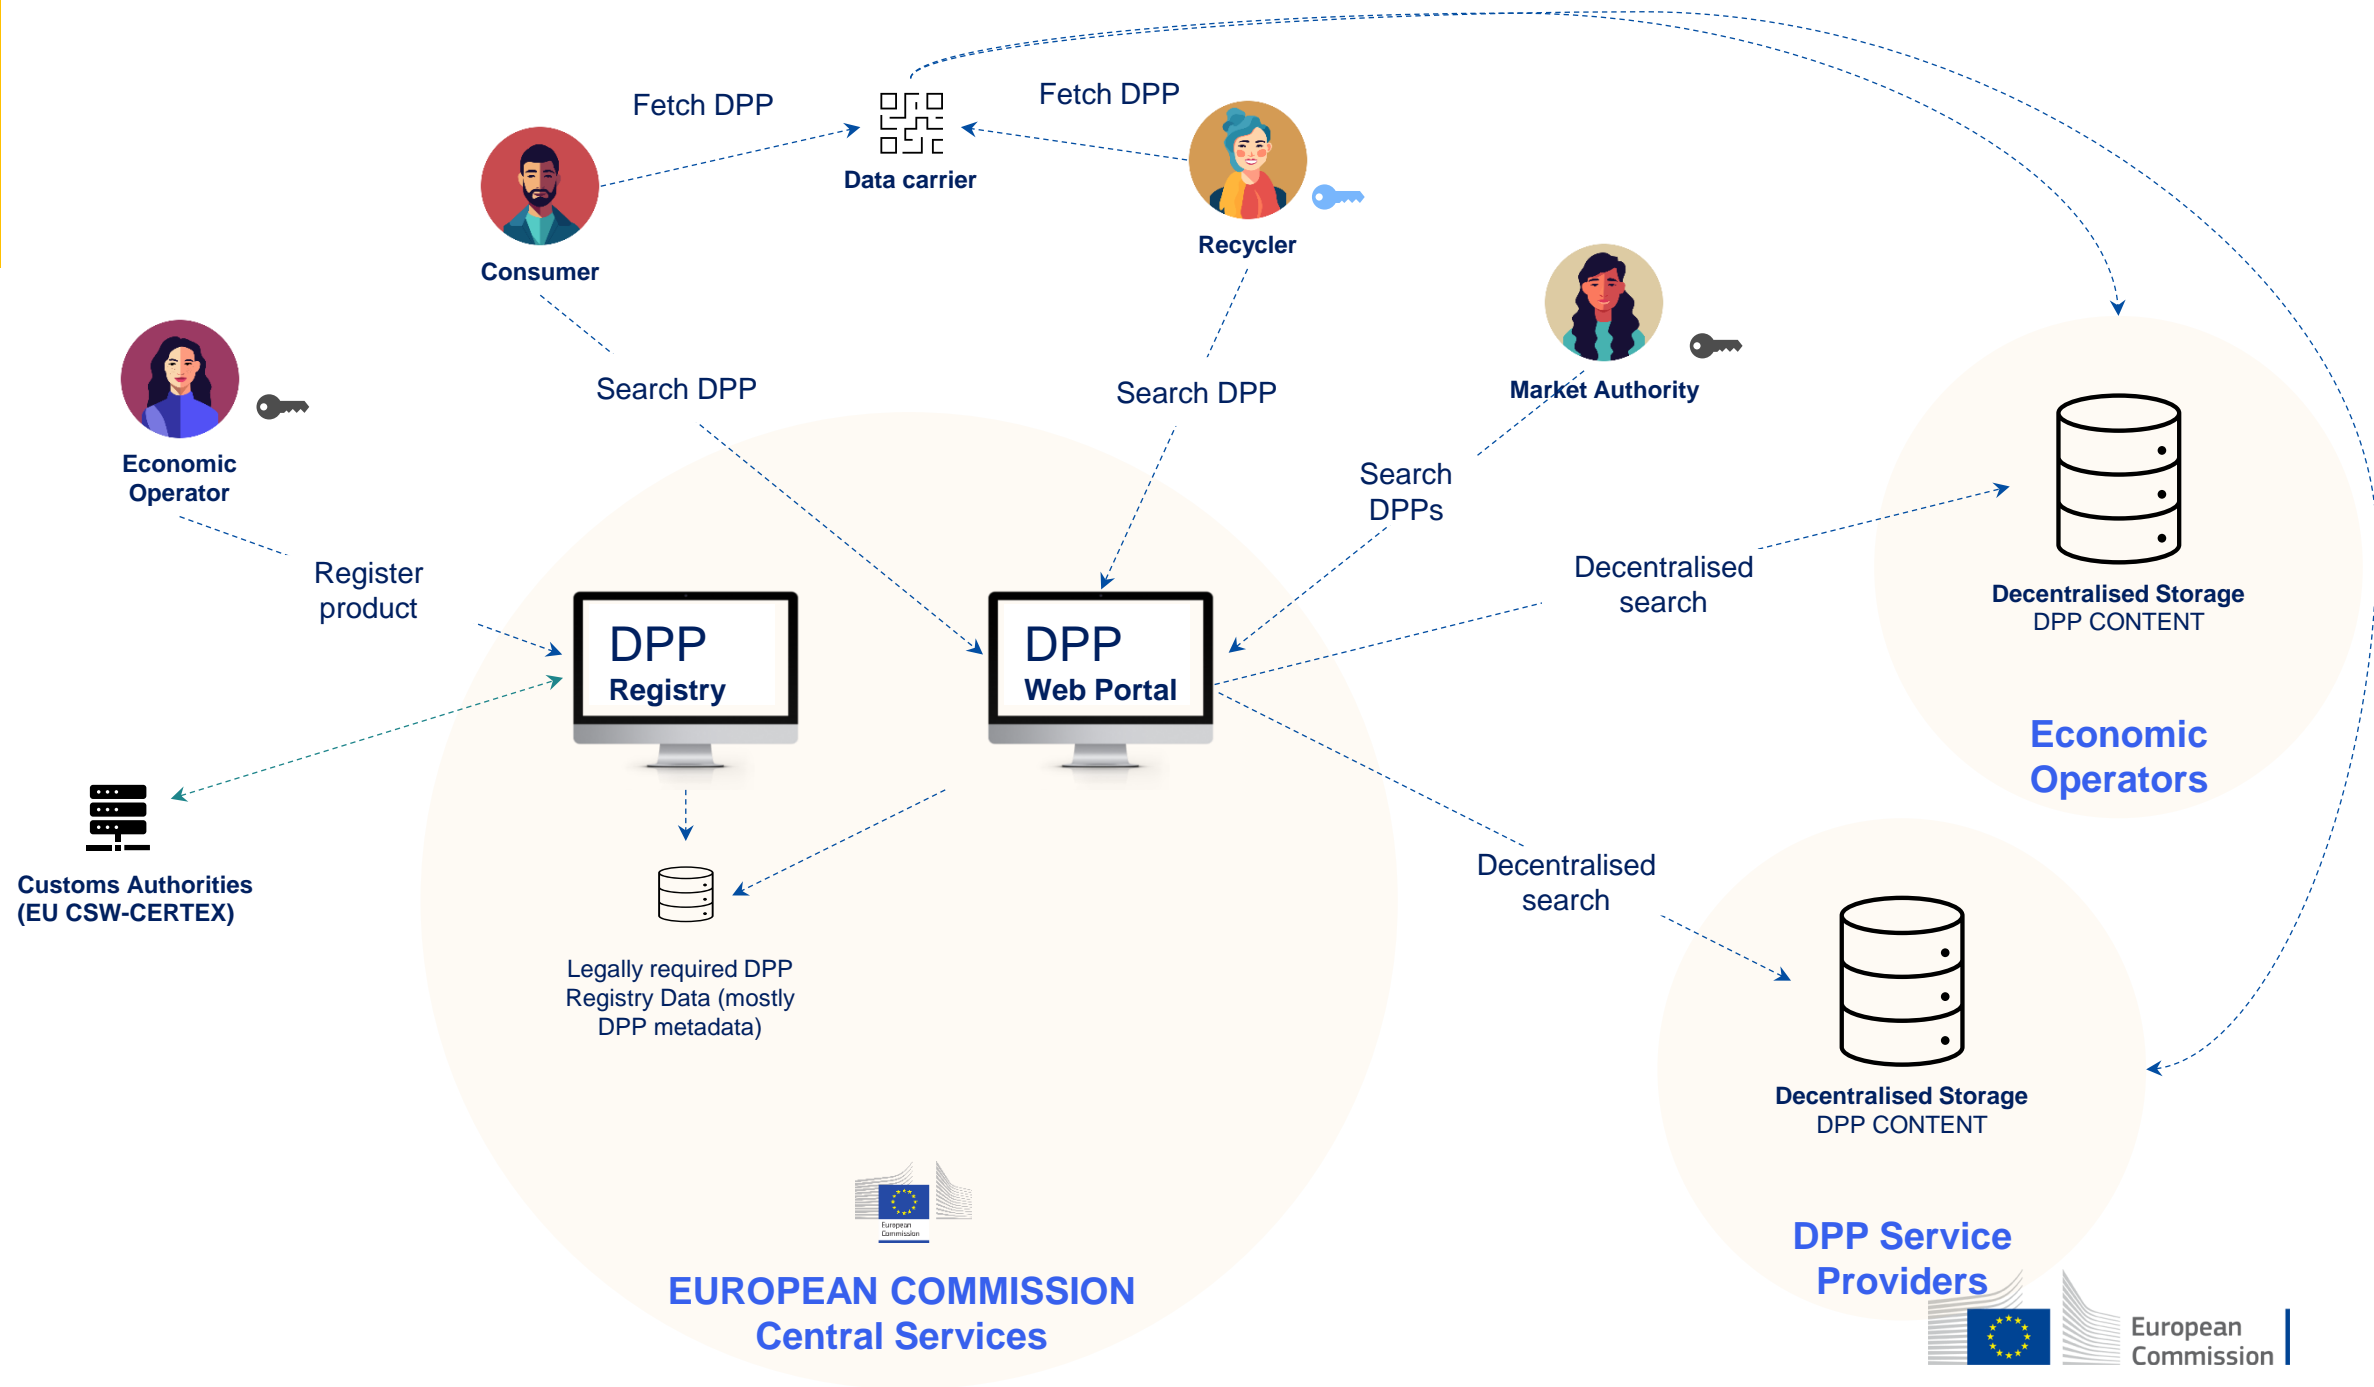 Fetch DPP
Fetch DPP
Data carrier
Consumer
Recycler
Market Authority
Economic
Operator
Search DPP
Search DPP
Search
DPPs
Register
product
Decentralised
search
DPP
Registry
DPP
Web Portal
Decentralised Storage
DPP CONTENT
Economic
Operators
Customs Authorities
(EU CSW-CERTEX)
Legally required DPP
Registry Data (mostly
DPP metadata)
Decentralised
search
Decentralised Storage
DPP CONTENT
European
Commission
EUROPEAN COMMISSION
Central Services
DPP Service
Providers
European
Commission